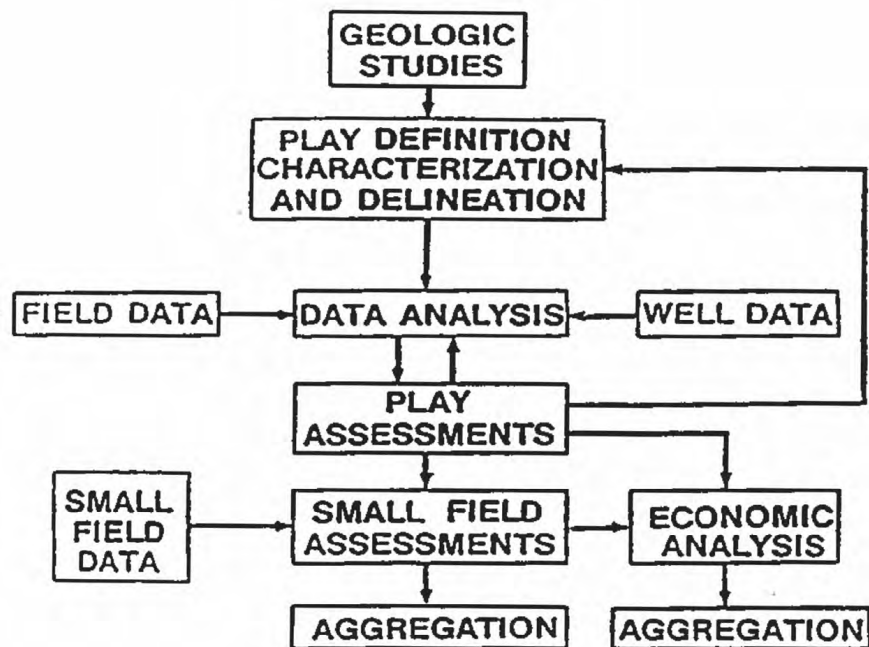 GEOLOGIC
STUDIES
PLAY DEFINITION
CHARACTERIZATION
AND DELINEATION
FIELD DATA
DATA ANALYSIS
WELL DATA
PLAY
ASSESSMENTS
SMALL
FIELD
DATA
SMALL FIELD
ASSESSMENTS
ECONOMIC
ANALYSIS
AGGREGATION
AGGREGATION